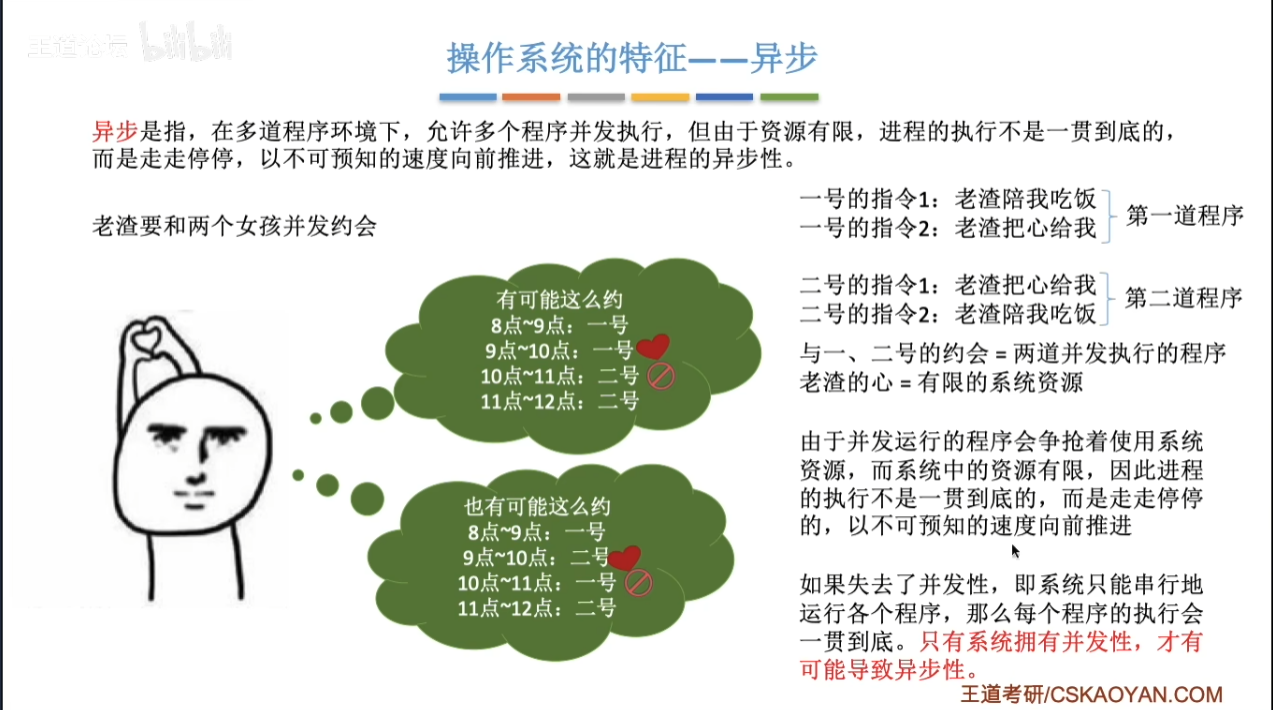 王道论坛 bilibili
操作系统的特征——异步
异步是指，在多道程序环境下，允许多个程序并发执行，但由于资源有限，进程的执行不是一贯到底的，
而是走走停停，以不可预知的速度向前推进，这就是进程的异步性。
老渣要和两个女孩并发约会
有可能这么约
8点~9点：一号
9点~10点：一号
10点~11点：二号
11点~12点：二号
也有可能这么约
8点~9点：一号
9点~10点：二号
10点~11点：一号
11点~12点：二号
一号的指令1：老渣陪我吃饭
一号的指令2：老渣把心给我
第一道程序
二号的指令1：老渣把心给我
二号的指令2：老渣陪我吃饭
第二道程序
与一、二号的约会 = 两道并发执行的程序
老渣的心 = 有限的系统资源
由于并发运行的程序会争抢着使用系统
资源，而系统中的资源有限，因此进程
的执行不是一贯到底的，而是走走停停
的，以不可预知的速度向前推进
如果失去了并发性，即系统只能串行地
运行各个程序，那么每个程序的执行会
一贯到底。只有系统拥有并发性，才有
可能导致异步性。
王道考研/CSKAOYAN.COM